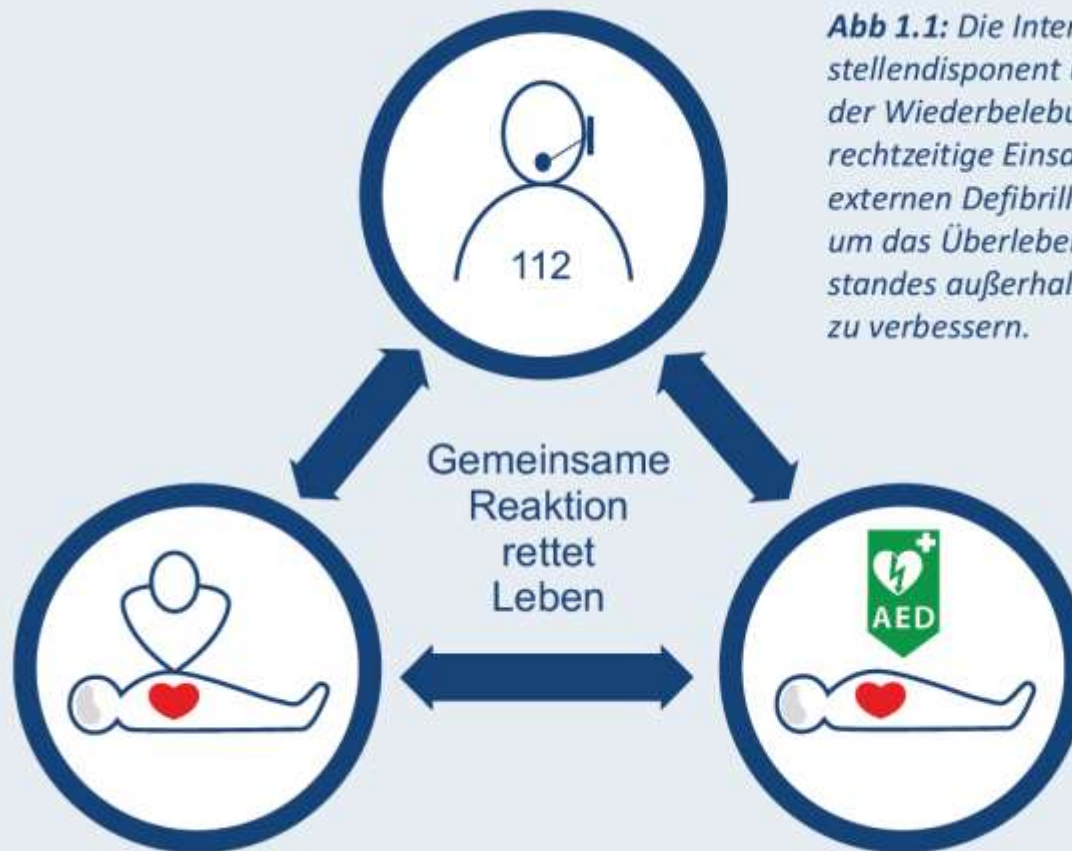 Abb 1.1: Die Inter
stellendisponent
der Wiederbelebu
rechtzeitige Einsa
externen Defibrill
um das Überleber
standes außerhal
zu verbessern.
112
Gemeinsame
Reaktion
rettet
Leben
AED